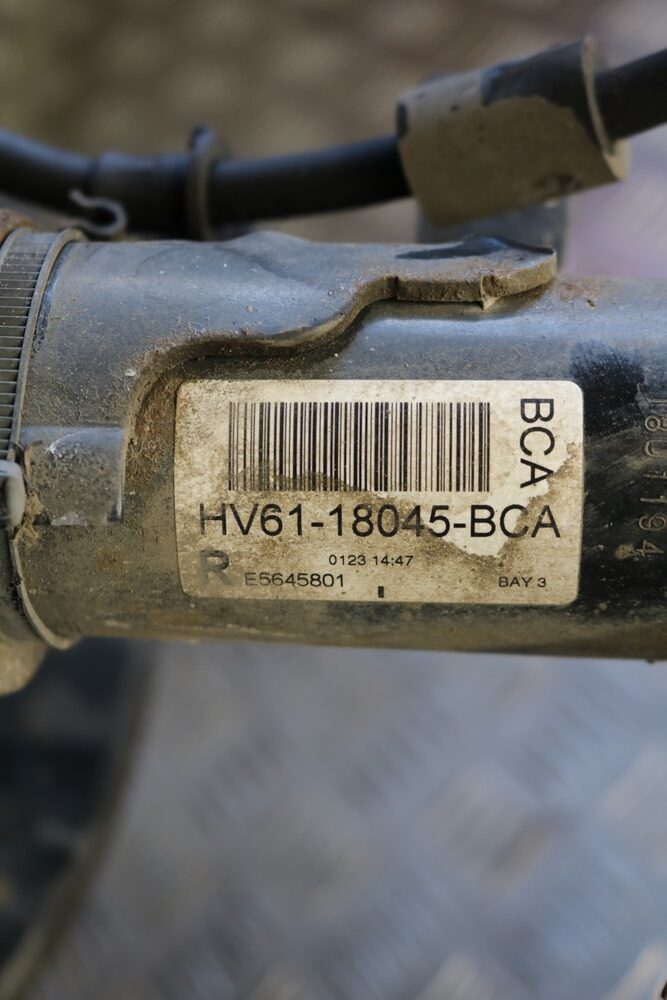 BCA
HV61-18045-BCA
R
0123 14:47
E5645801
BAY 3